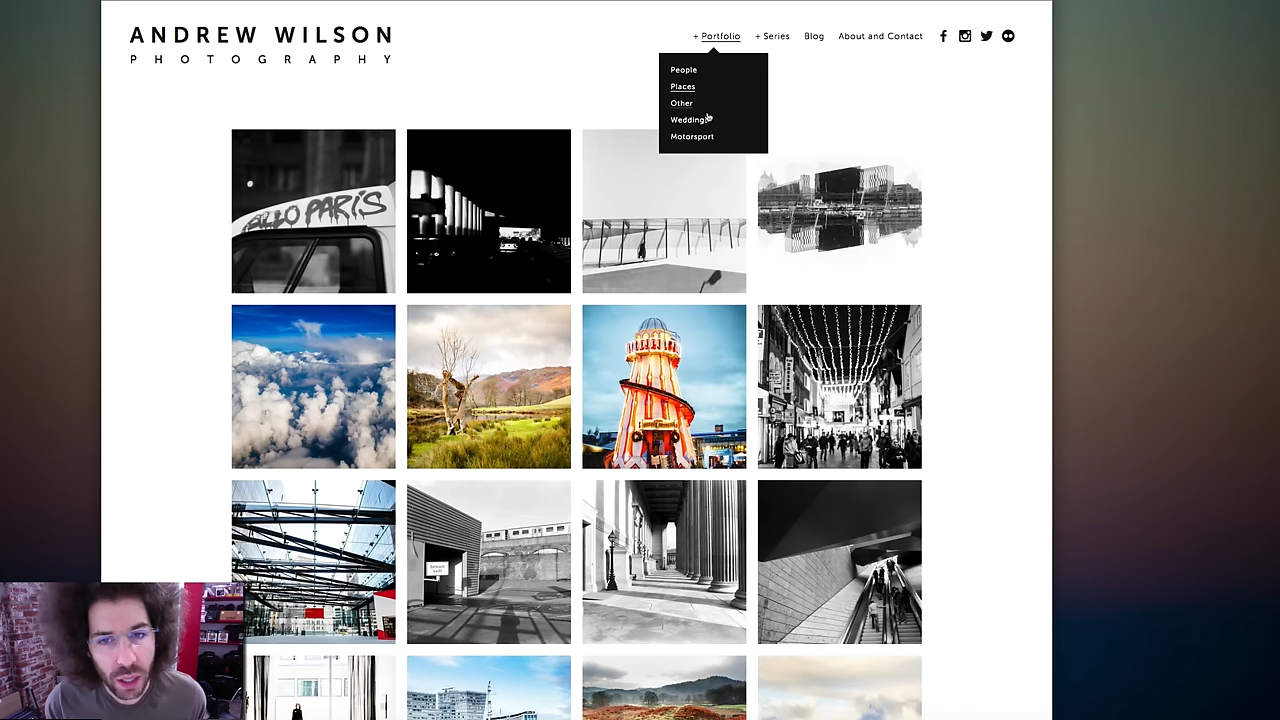 ANDREW WILSON
PHOTOGRAPHY
+ Portfolio
+ Series
Blog
About and Contact
People
Places
Other
Weddings
Motorsport
ALLO PARIS